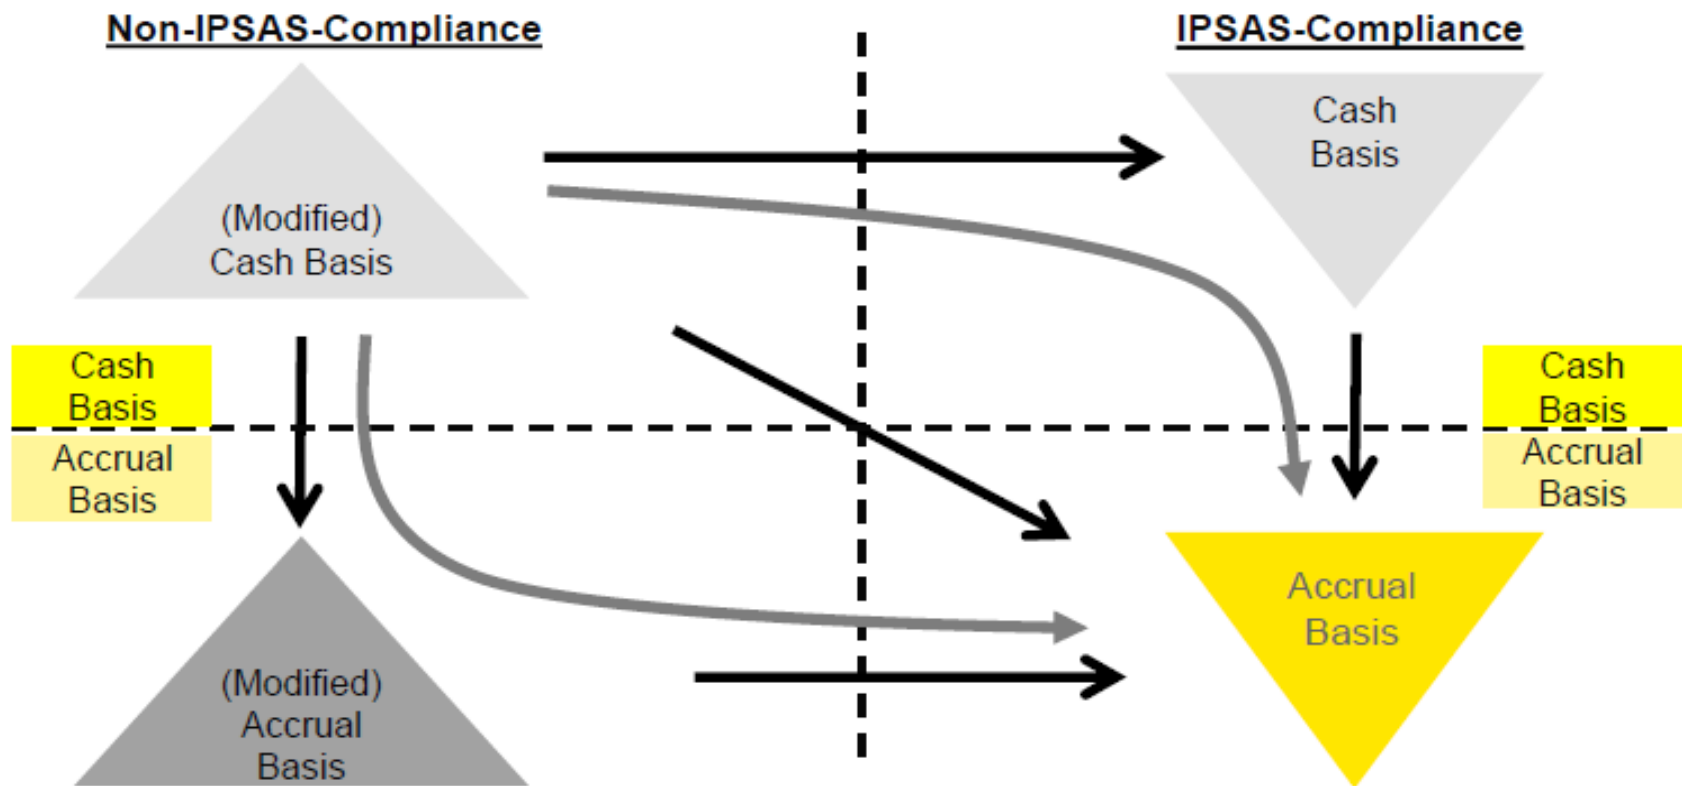 Non-IPSAS-Compliance
IPSAS-Compliance
Cash
Basis
(Modified)
Cash Basis
Cash
Basis
Accrual
Basis
Cash
Basis
Accrual
Basis
Accrual
Basis
(Modified)
Accrual
Basis